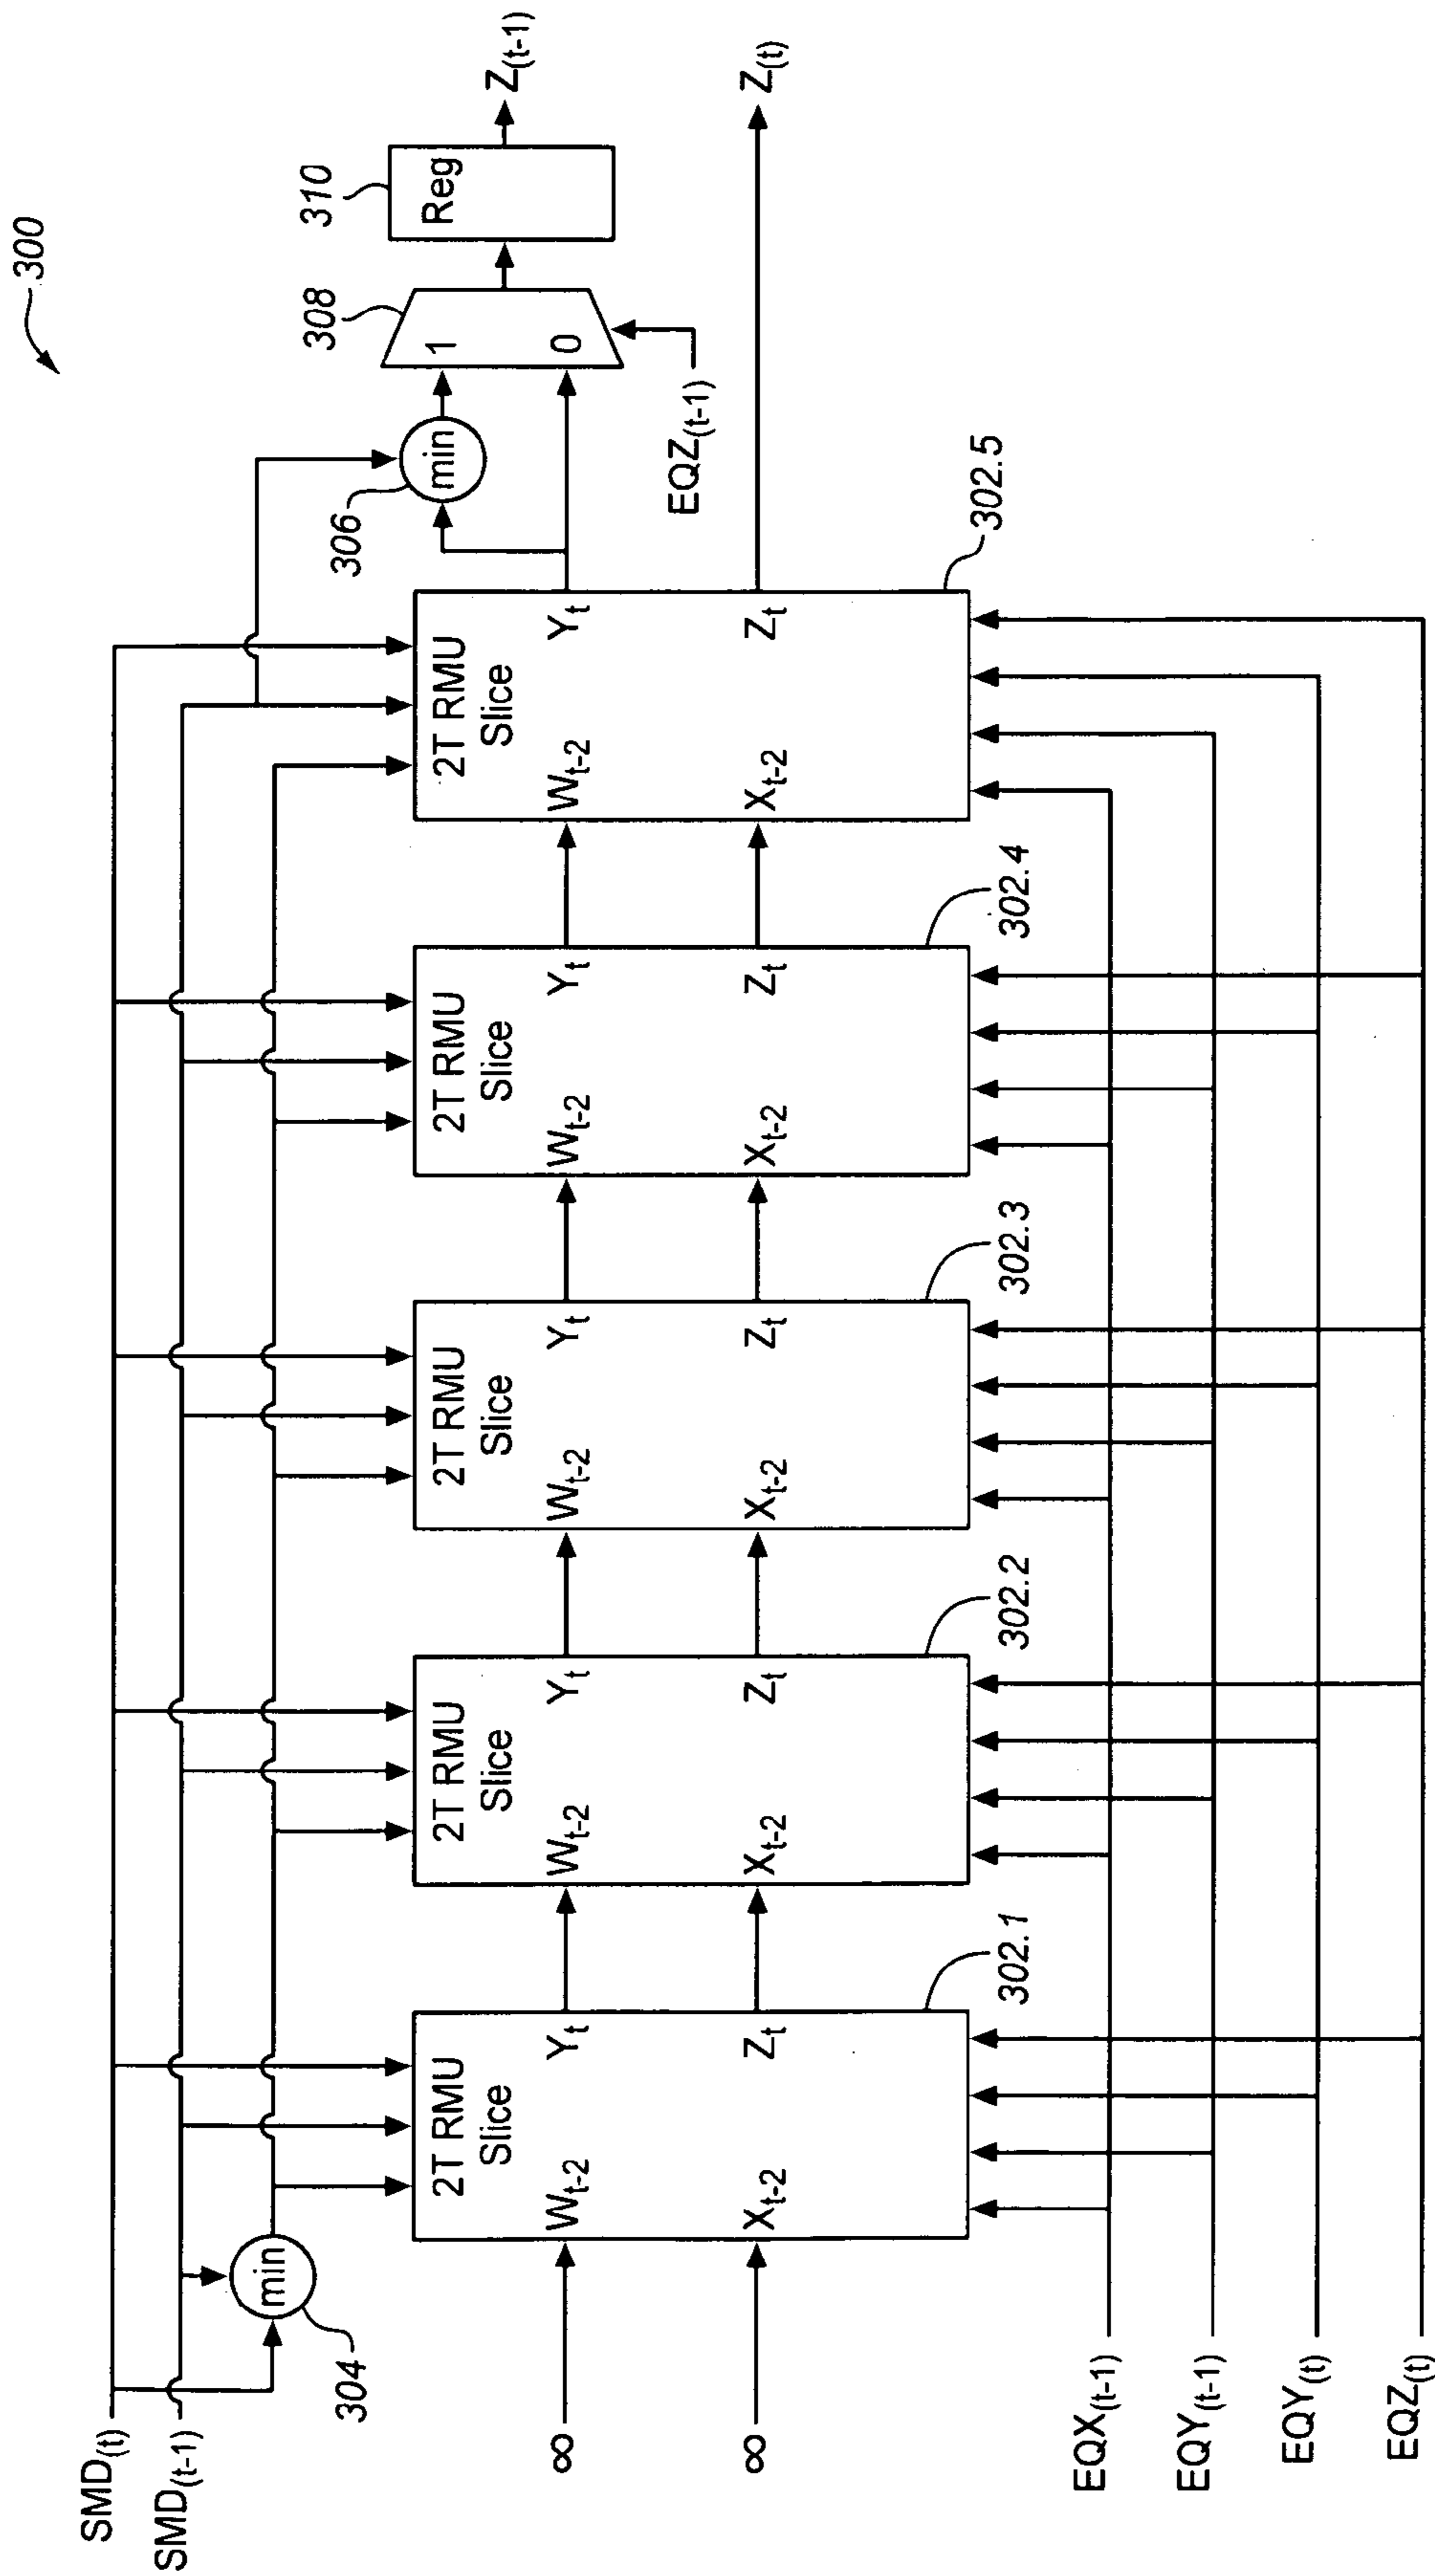 300
SMD(t)
SMD(t-1)
min
304
∞
∞
2T RMU
Slice
Wt-2
Yt
Xt-2
Zt
302.1
2T RMU
Slice
Wt-2
Yt
Xt-2
Zt
302.2
2T RMU
Slice
Wt-2
Yt
Xt-2
Zt
302.3
2T RMU
Slice
Wt-2
Yt
Xt-2
Zt
302.4
2T RMU
Slice
Wt-2
Yt
Xt-2
Zt
302.5
306
min
308
1
0
EQZ(t-1)
310
Reg
Z(t-1)
Z(t)
EQX(t-1)
EQY(t-1)
EQY(t)
EQZ(t)